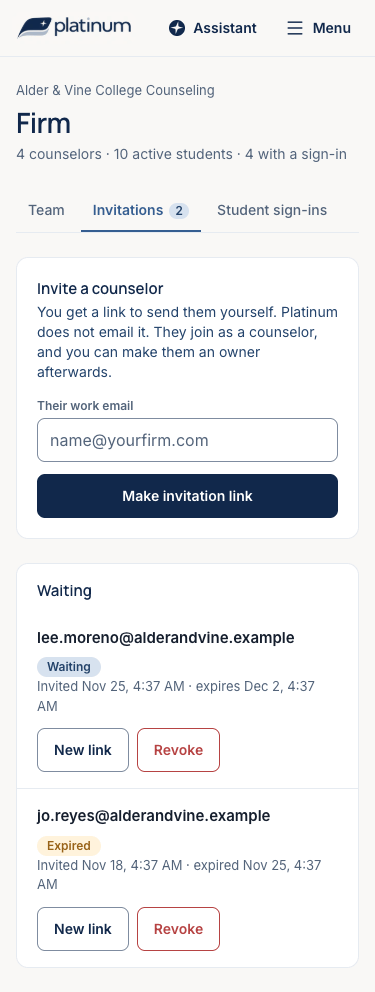 platinum
Assistant
Menu
Alder & Vine College Counseling
Firm
4 counselors · 10 active students · 4 with a sign-in
Team
Invitations 2
Student sign-ins
Invite a counselor
You get a link to send them yourself. Platinum
does not email it. They join as a counselor,
and you can make them an owner
afterwards.
Their work email
name@yourfirm.com
Make invitation link
Waiting
lee.moreno@alderandvine.example
Waiting
Invited Nov 25, 4:37 AM · expires Dec 2, 4:37
AM
New link
Revoke
jo.reyes@alderandvine.example
Expired
Invited Nov 18, 4:37 AM · expired Nov 25, 4:37
AM
New link
Revoke